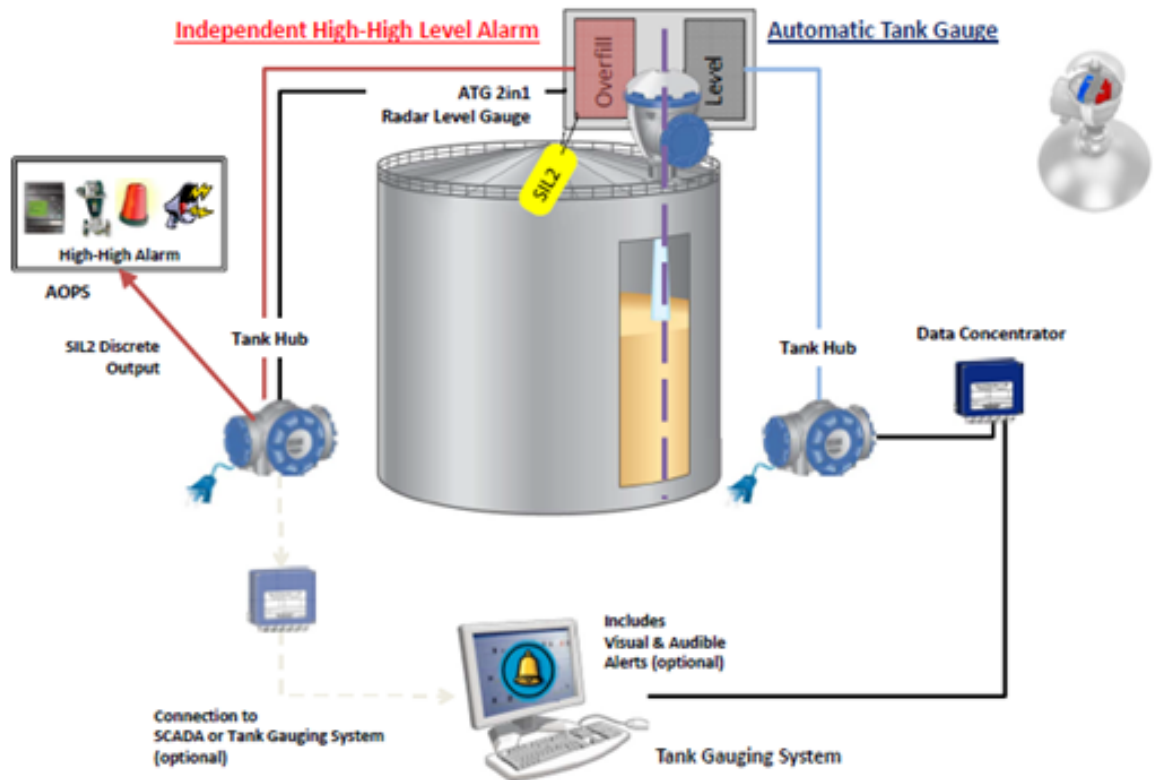 Independent High-High Level Alarm
Automatic Tank Gauge
Overfill
Level
ATG 2in1
Radar Level Gauge
SIL2
High-High Alarm
AOPS
SIL2 Discrete
Output
Tank Hub
Tank Hub
Data Concentrator
Includes
Visual & Audible
Alerts (optional)
Connection to
SCADA or Tank Gauging System
(optional)
Tank Gauging System